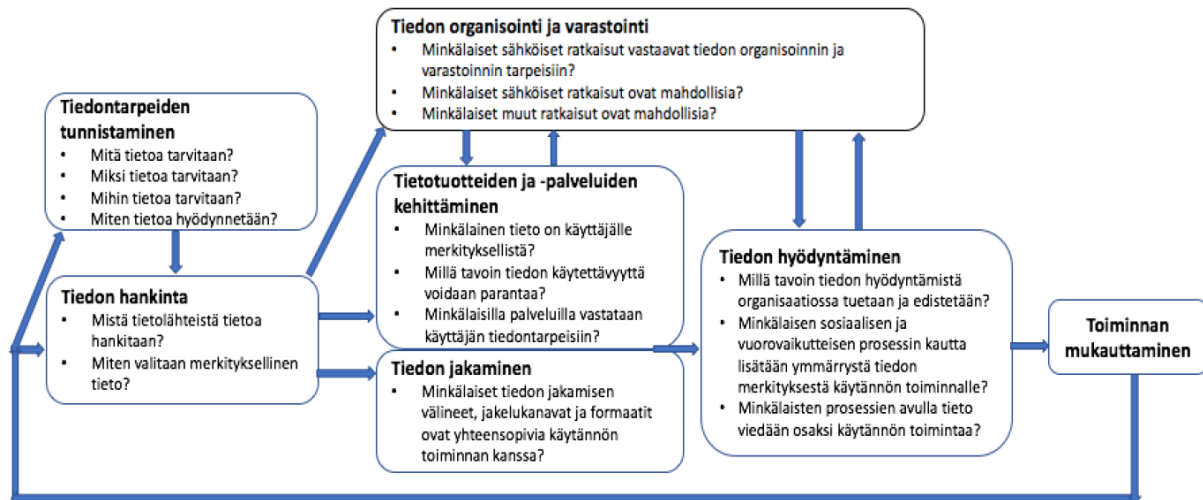 Tiedon organisointi ja varastointi
• Minkälaiset sähköiset ratkaisut vastaavat tiedon organisoinnin ja
varastoinnin tarpeisiin?
• Minkälaiset sähköiset ratkaisut ovat mahdollisia?
• Minkälaiset muut ratkaisut ovat mahdollisia?
Tiedontarpeiden
tunnistaminen
• Mitä tietoa tarvitaan?
• Miksi tietoa tarvitaan?
• Mihin tietoa tarvitaan?
• Miten tietoa hyödynnetään?
Tiedon hankinta
• Mistä tietolähteistä tietoa
hankitaan?
• Miten valitaan merkityksellinen
tieto?
Tietotuotteiden ja -palveluiden
kehittäminen
• Minkälainen tieto on käyttäjälle
merkityksellistä?
• Millä tavoin tiedon käytettävyyttä
voidaan parantaa?
• Minkälaisilla palveluilla vastataan
käyttäjän tiedontarpeisiin?
Tiedon jakaminen
• Minkälaiset tiedon jakamisen
välineet, jakelukanavat ja formaatit
ovat yhteensopivia käytännön
toiminnan kanssa?
Tiedon hyödyntäminen
• Millä tavoin tiedon hyödyntämistä
organisaatiossa tuetaan ja edistetään?
• Minkälaisen sosiaalisen ja
vuorovaikutteisen prosessin kautta
lisätään ymmärrystä tiedon
merkityksestä käytännön toiminnalle?
• Minkälaisten prosessien avulla tieto
viedään osaksi käytännön toimintaa?
Toiminnan
mukauttaminen